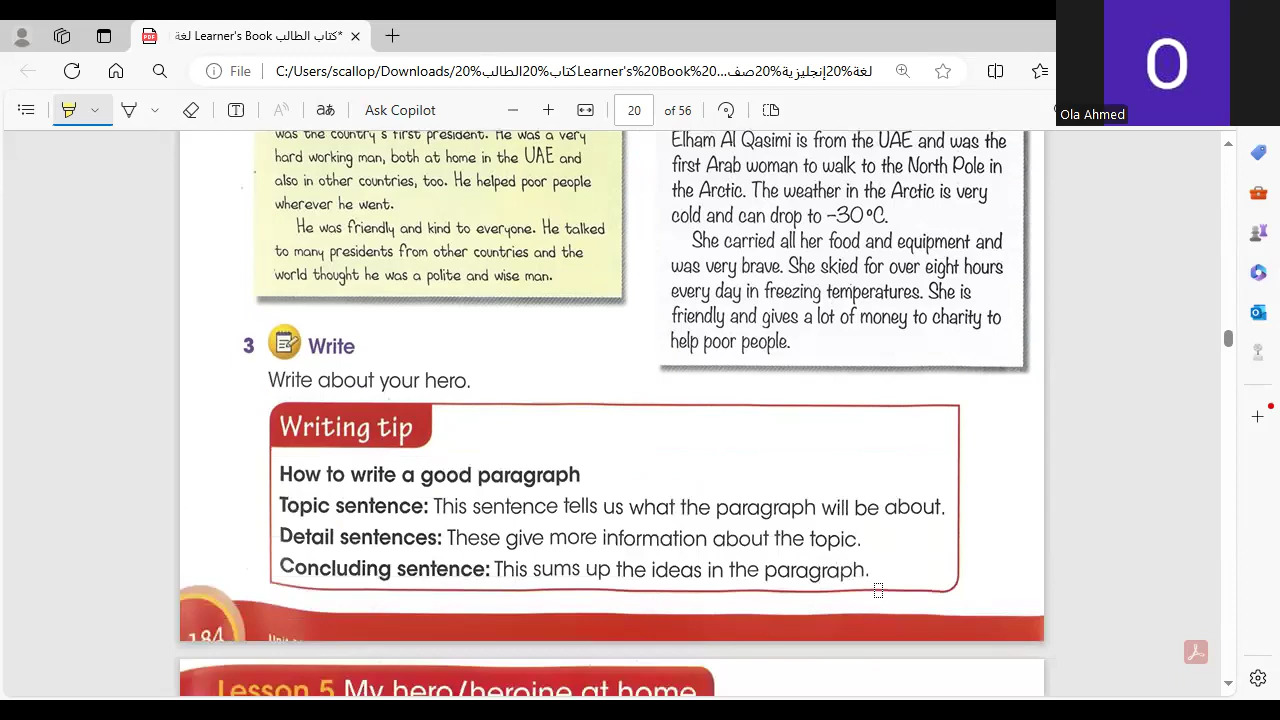 *كتاب الطالب Learner's Book لغة
File
C:/Users/scallop/Downloads/20%كتاب%20الطالبLearner's%20Book%20...لغة%20إنجليزية%20صف
O
Ola Ahmed
Ask Copilot
20 of 56
was the country's first president. He was a very
hard working man, both at home in the UAE and
also in other countries, too. He helped poor people
wherever he went.
He was friendly and kind to everyone. He talked
to many presidents from other countries and the
world thought he was a polite and wise man.
Elham Al Qasimi is from the UAE and was the
first Arab woman to walk to the North Pole in
the Arctic. The weather in the Arctic is very
cold and can drop to –30 °C.
She carried all her food and equipment and
was very brave. She skied for over eight hours
every day in freezing temperatures. She is
friendly and gives a lot of money to charity to
help poor people.
3 Write
Write about your hero.
Writing tip
How to write a good paragraph
Topic sentence: This sentence tells us what the paragraph will be about.
Detail sentences: These give more information about the topic.
Concluding sentence: This sums up the ideas in the paragraph.
184
Lesson 5 My hero/heroine at home